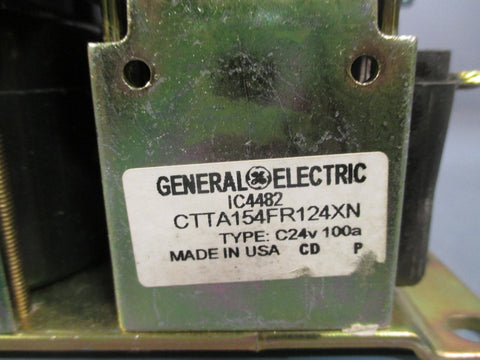 GENERAL ELECTRIC
IC4482
CTTA154FR124XN
TYPE: C24v 100a
MADE IN USA CD P